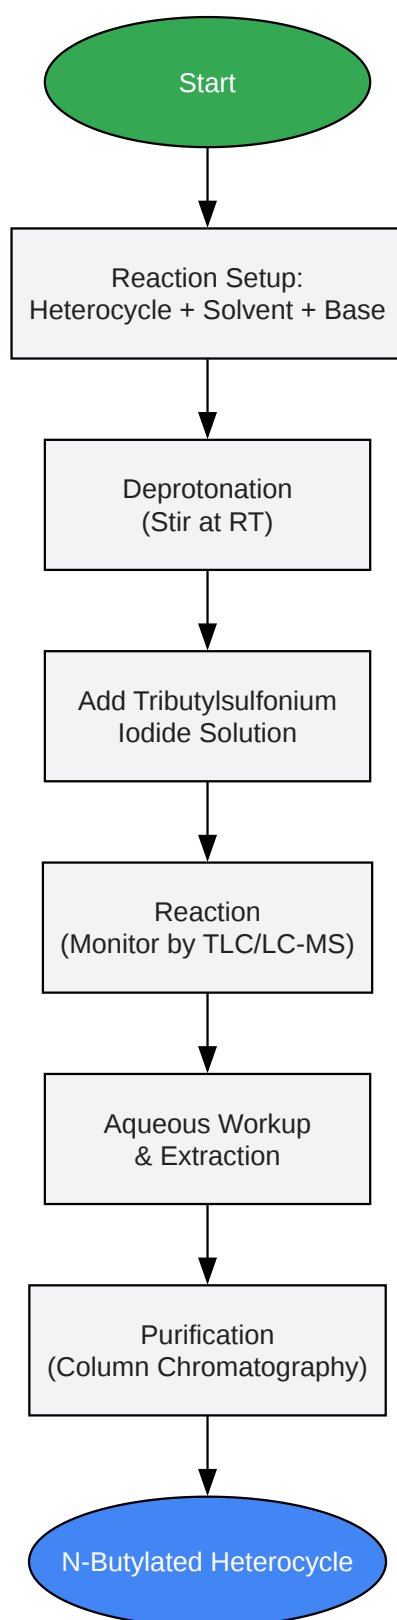 Start
Reaction Setup:
Heterocycle + Solvent + Base
Deprotonation
(Stir at RT)
Add Tributylsulfonium
Iodide Solution
Reaction
(Monitor by TLC/LC-MS)
Aqueous Workup
& Extraction
Purification
(Column Chromatography)
N-Butylated Heterocycle